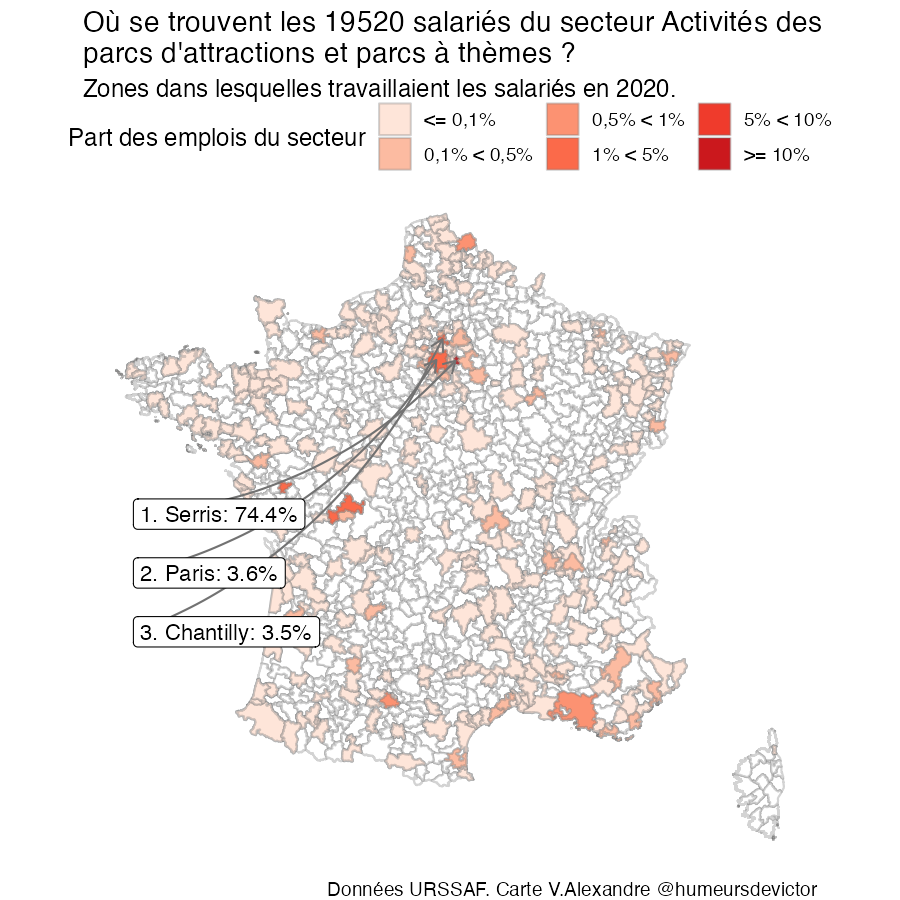 Où se trouvent les 19520 salariés du secteur Activités des
parcs d'attractions et parcs à thèmes ?
Zones dans lesquelles travaillaient les salariés en 2020.
Part des emplois du secteur
<= 0,1%
0,1% < 0,5%
0,5% < 1%
1% < 5%
5% < 10%
>= 10%
1. Serris: 74.4%
2. Paris: 3.6%
3. Chantilly: 3.5%
Données URSSAF. Carte V.Alexandre @humeursdevictor